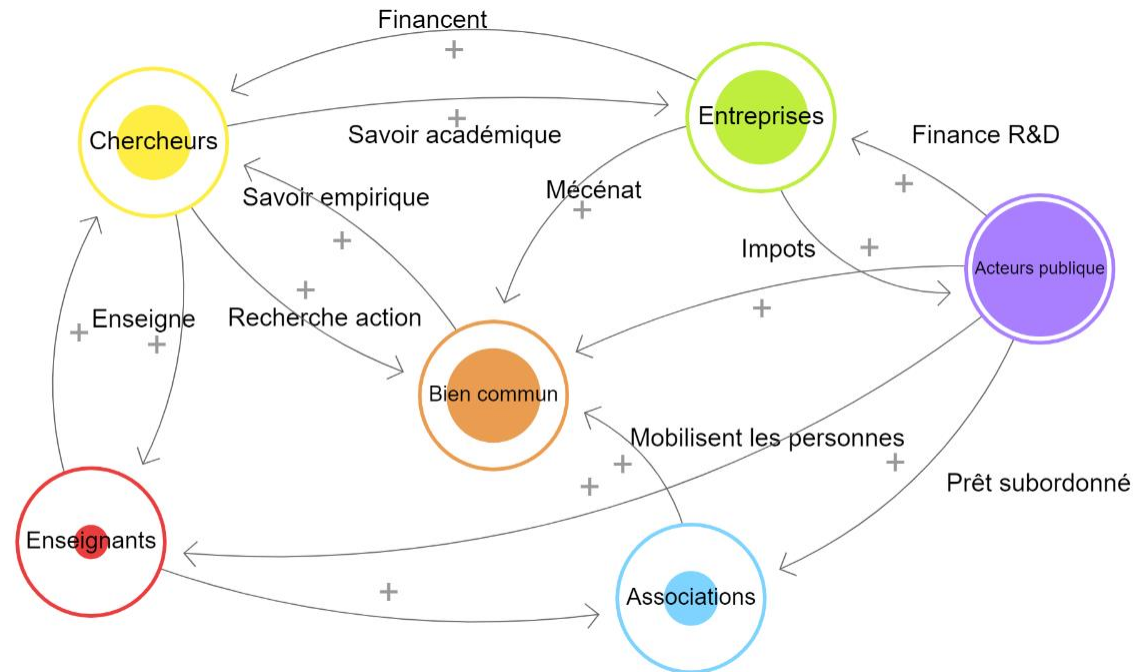 Financent
+
Entreprises
Chercheurs
+
Savoir académique
Finance R&D
+
Savoir empirique
Mécénat
+
+
Impots
+
Acteurs publique
+
Recherche action
+
Enseigne
+
+
Bien commun
Mobilisent les personnes
+
+
+
Prêt subordonné
Enseignants
+
Associations